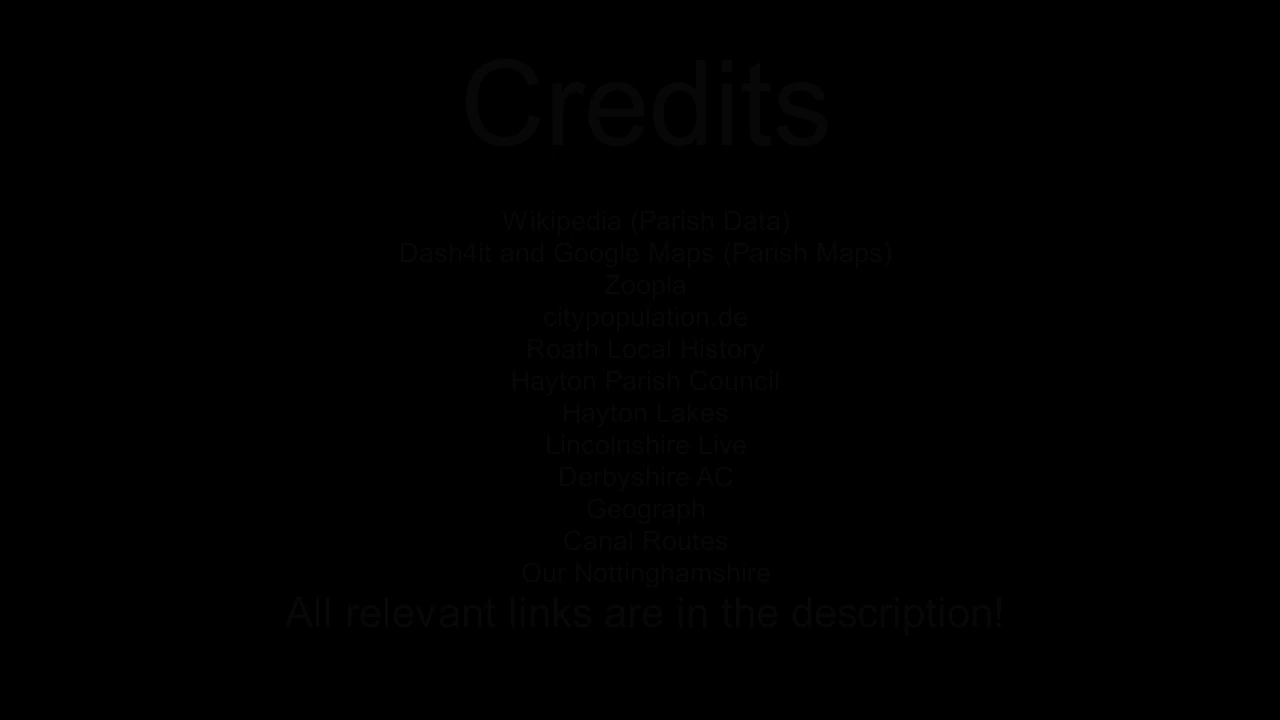 Credits
Wikipedia (Parish Data)
Dash4it and Google Maps (Parish Maps)
Zoopla
citypopulation.de
Roath Local History
Hayton Parish Council
Hayton Lakes
Lincolnshire Live
Derbyshire AC
Geograph
Canal Routes
Our Nottinghamshire
All relevant links are in the description!